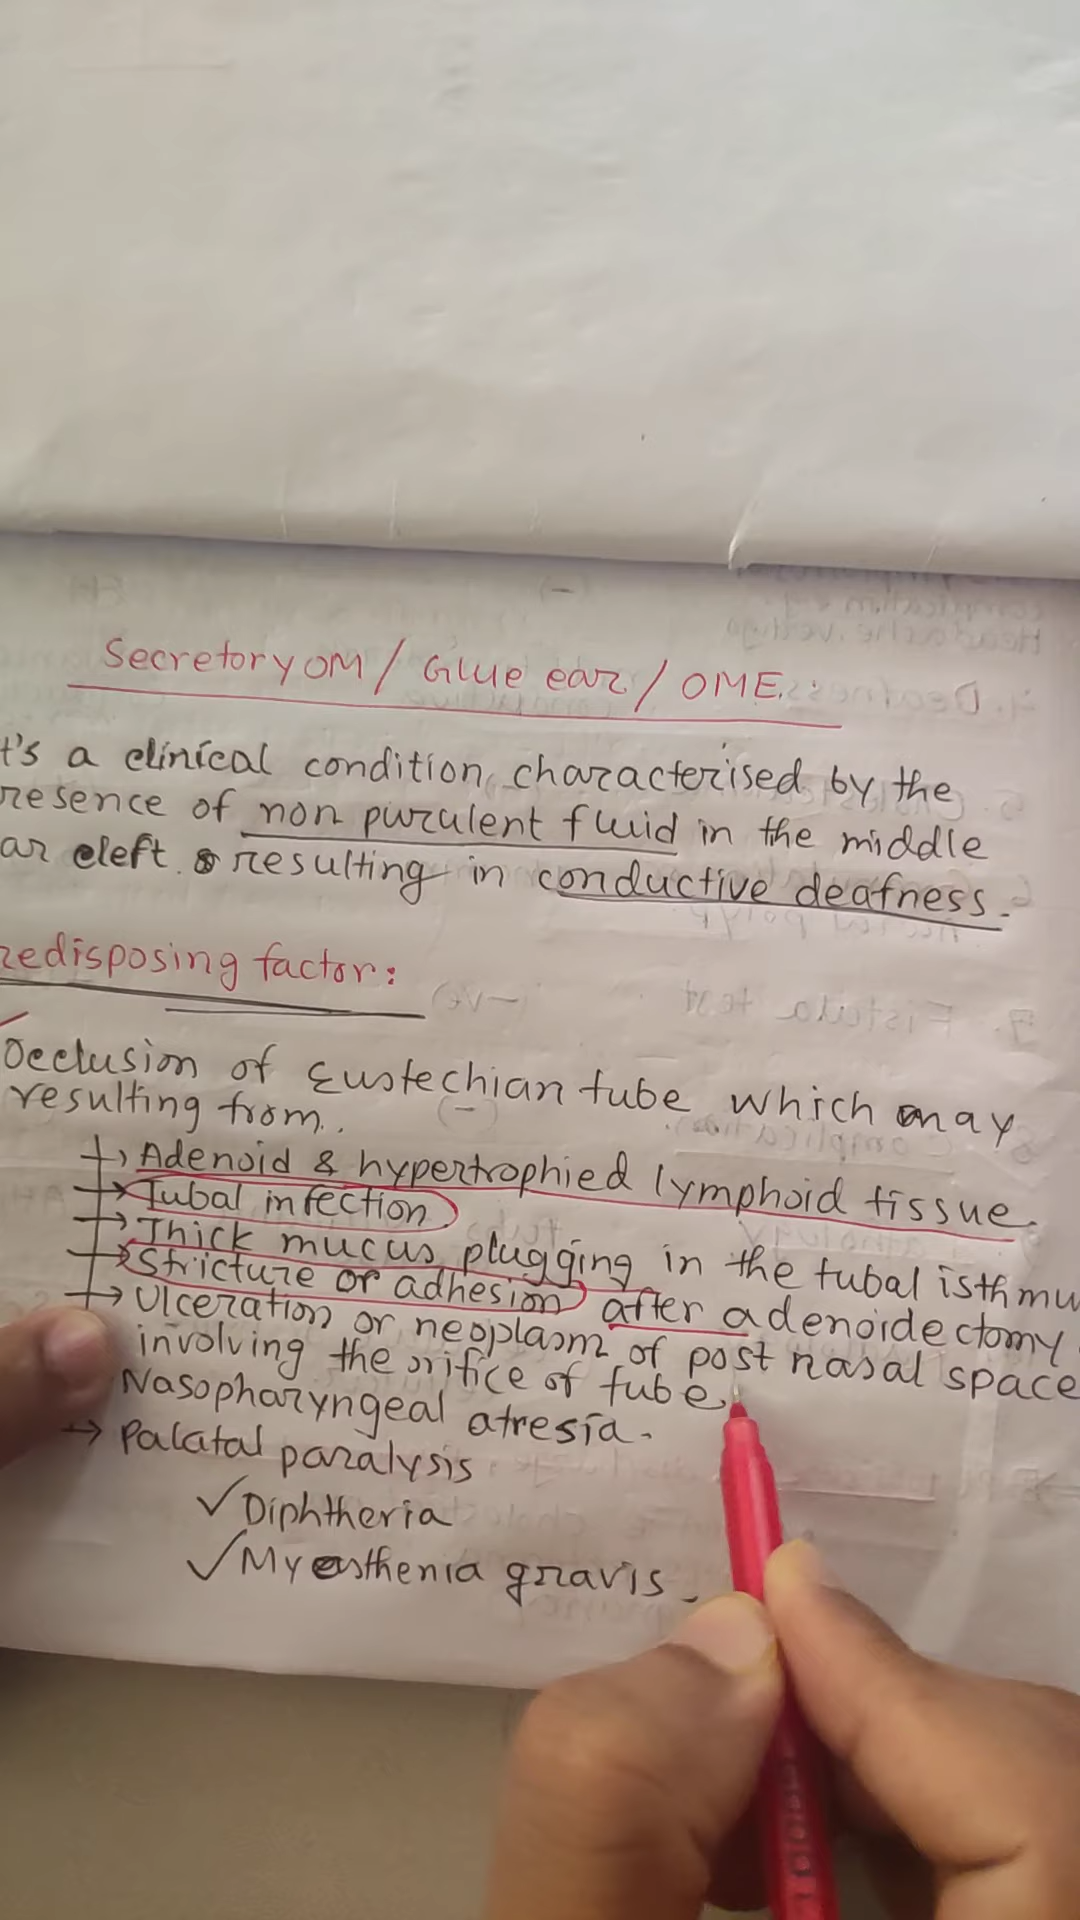 Secretory OM / Glue ear / OME.
t's a clinical condition, characterised by the
resence of non purulent fluid in the middle
ar cleft resulting in conductive deafness.
redisposing factor:
Occlusion of Eustechian tube which may
resulting from..
→ Adenoid & hypertrophied lymphoid tissue.
→ Tubal infection
→ Thick mucus plugging in the tubal isthmu
→ Stricture or adhesion after adenoidectomy.
→ Ulceration or neoplasm of post nasal space
involving the orifice of tube.
Nasopharyngeal atresia.
→ Palatal paralysis
✓ Diphtheria
✓ Myesthenia gravis.